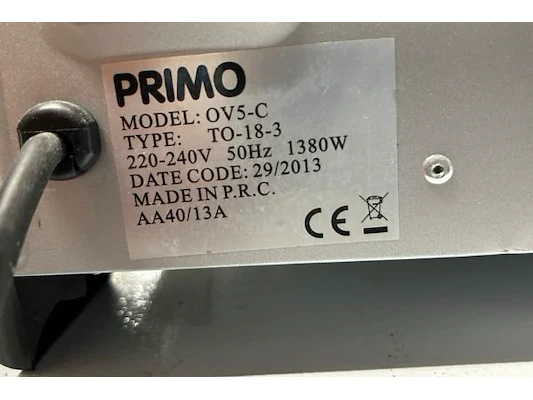 PRIMO
MODEL: OV5-C
TYPE: TO-18-3
220-240V 50Hz 1380W
DATE CODE: 29/2013
MADE IN P.R.C.
AA40/13A
CE